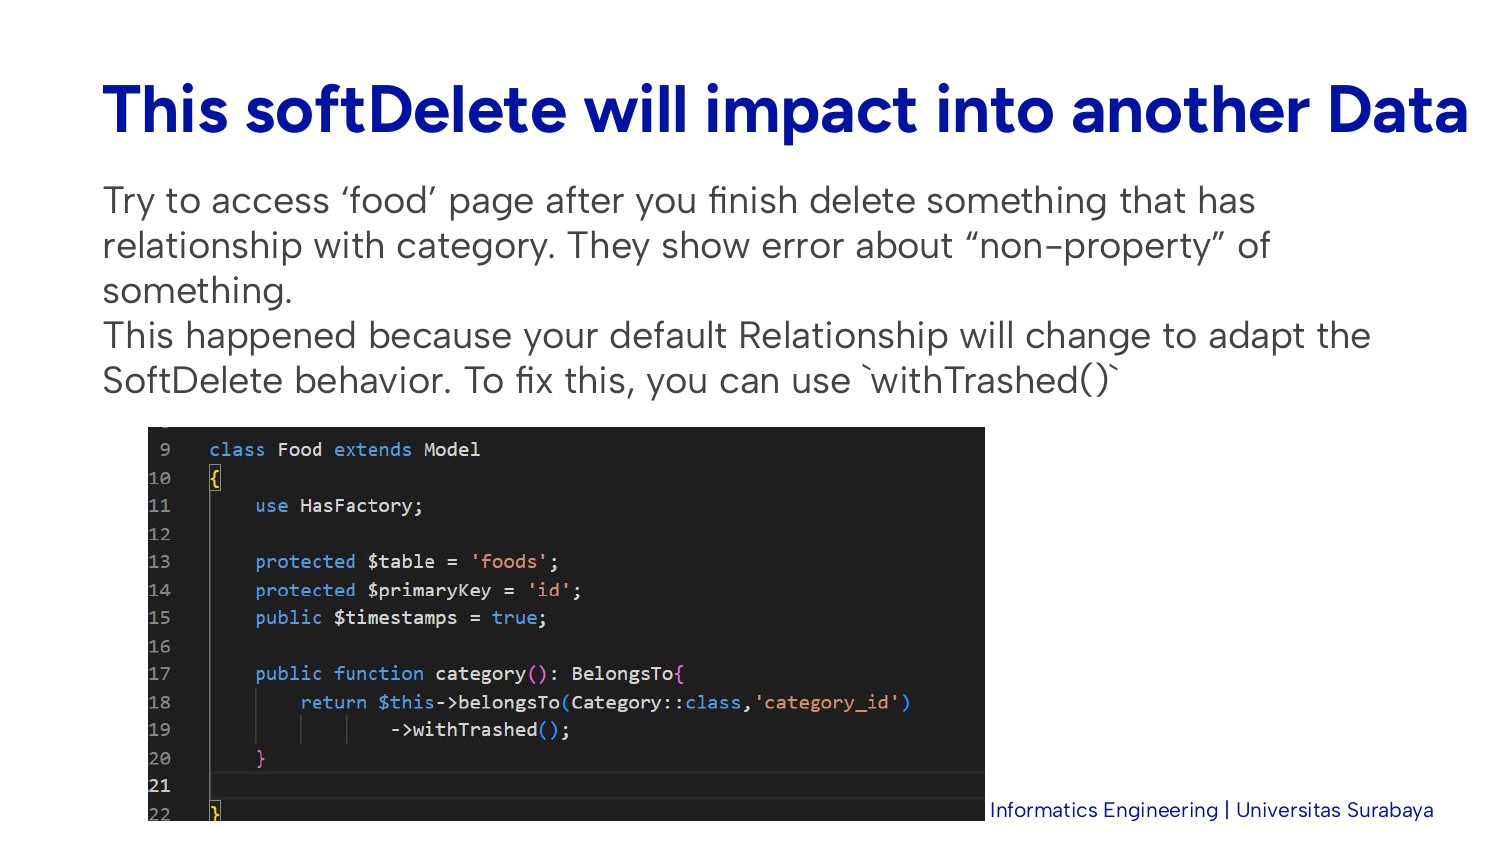 This softDelete will impact into another Data
Try to access ‘food’ page after you finish delete something that has
relationship with category. They show error about “non-property” of
something.
This happened because your default Relationship will change to adapt the
SoftDelete behavior. To fix this, you can use `withTrashed()`
9 class Food extends Model
10 {
11 use HasFactory;
12
13 protected $table = 'foods';
14 protected $primaryKey = 'id';
15 public $timestamps = true;
16
17 public function category(): BelongsTo{
18 return $this->belongsTo(Category::class,'category_id')
19 ->withTrashed();
20 }
21
22 }
Informatics Engineering | Universitas Surabaya